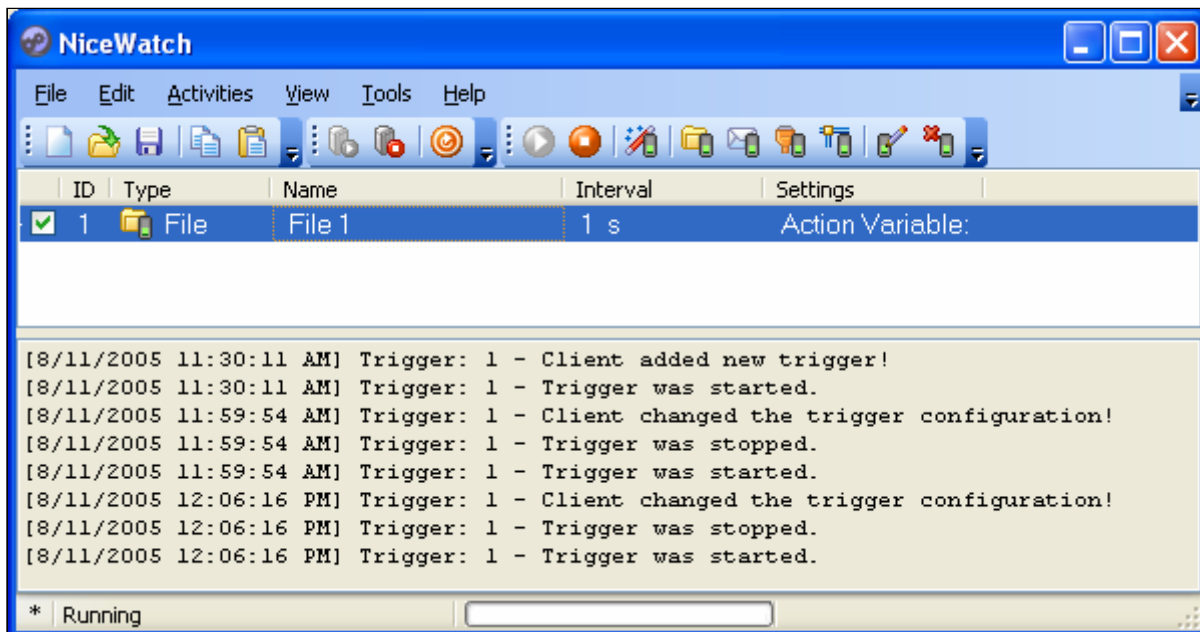 NiceWatch
File Edit Activities View Tools Help
ID Type Name Interval Settings
1 File File 1 1 s Action Variable:
[8/11/2005 11:30:11 AM] Trigger: 1 - Client added new trigger!
[8/11/2005 11:30:11 AM] Trigger: 1 - Trigger was started.
[8/11/2005 11:59:54 AM] Trigger: 1 - Client changed the trigger configuration!
[8/11/2005 11:59:54 AM] Trigger: 1 - Trigger was stopped.
[8/11/2005 11:59:54 AM] Trigger: 1 - Trigger was started.
[8/11/2005 12:06:16 PM] Trigger: 1 - Client changed the trigger configuration!
[8/11/2005 12:06:16 PM] Trigger: 1 - Trigger was stopped.
[8/11/2005 12:06:16 PM] Trigger: 1 - Trigger was started.
* Running